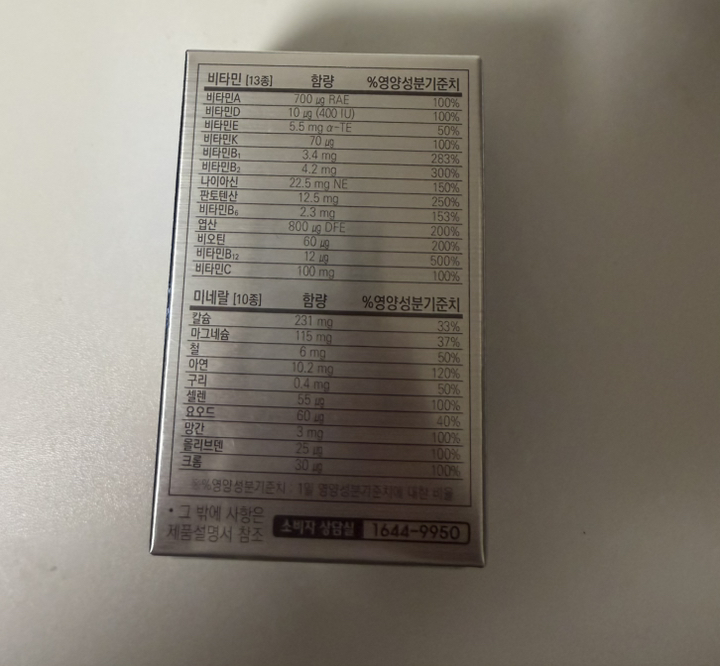 비타민 [13종] 함량 %영양성분기준치
비타민A 700 ㎍ RAE 100%
비타민D 10 ㎍ (400 IU) 100%
비타민E 5.5 mg α-TE 50%
비타민K 70 ㎍ 100%
비타민B₁ 3.4 mg 283%
비타민B₂ 4.2 mg 300%
나이아신 22.5 mg NE 150%
판토텐산 12.5 mg 250%
비타민B₆ 2.3 mg 153%
엽산 800 ㎍ DFE 200%
비오틴 60 ㎍ 200%
비타민B₁₂ 12 ㎍ 500%
비타민C 100 mg 100%
미네랄 [10종] 함량 %영양성분기준치
칼슘 231 mg 33%
마그네슘 115 mg 37%
철 6 mg 50%
아연 10.2 mg 120%
구리 0.4 mg 50%
셀렌 55 ㎍ 100%
요오드 60 ㎍ 40%
망간 3 mg 100%
몰리브덴 25 ㎍ 100%
크롬 30 ㎍ 100%
※%영양성분기준치 : 1일 영양성분기준치에 대한 비율
* 그 밖에 사항은
제품설명서 참조
소비자 상담실 1644-9950